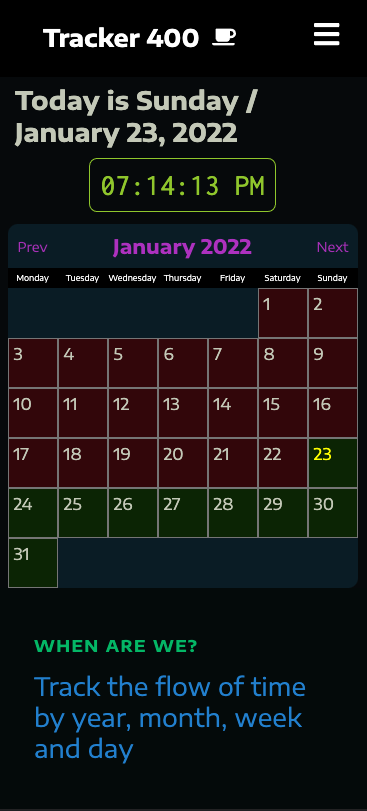 Tracker 400
Today is Sunday /
January 23, 2022
07:14:13 PM
Prev January 2022 Next
Monday Tuesday Wednesday Thursday Friday Saturday Sunday
1 2
3 4 5 6 7 8 9
10 11 12 13 14 15 16
17 18 19 20 21 22 23
24 25 26 27 28 29 30
31
WHEN ARE WE?
Track the flow of time
by year, month, week
and day